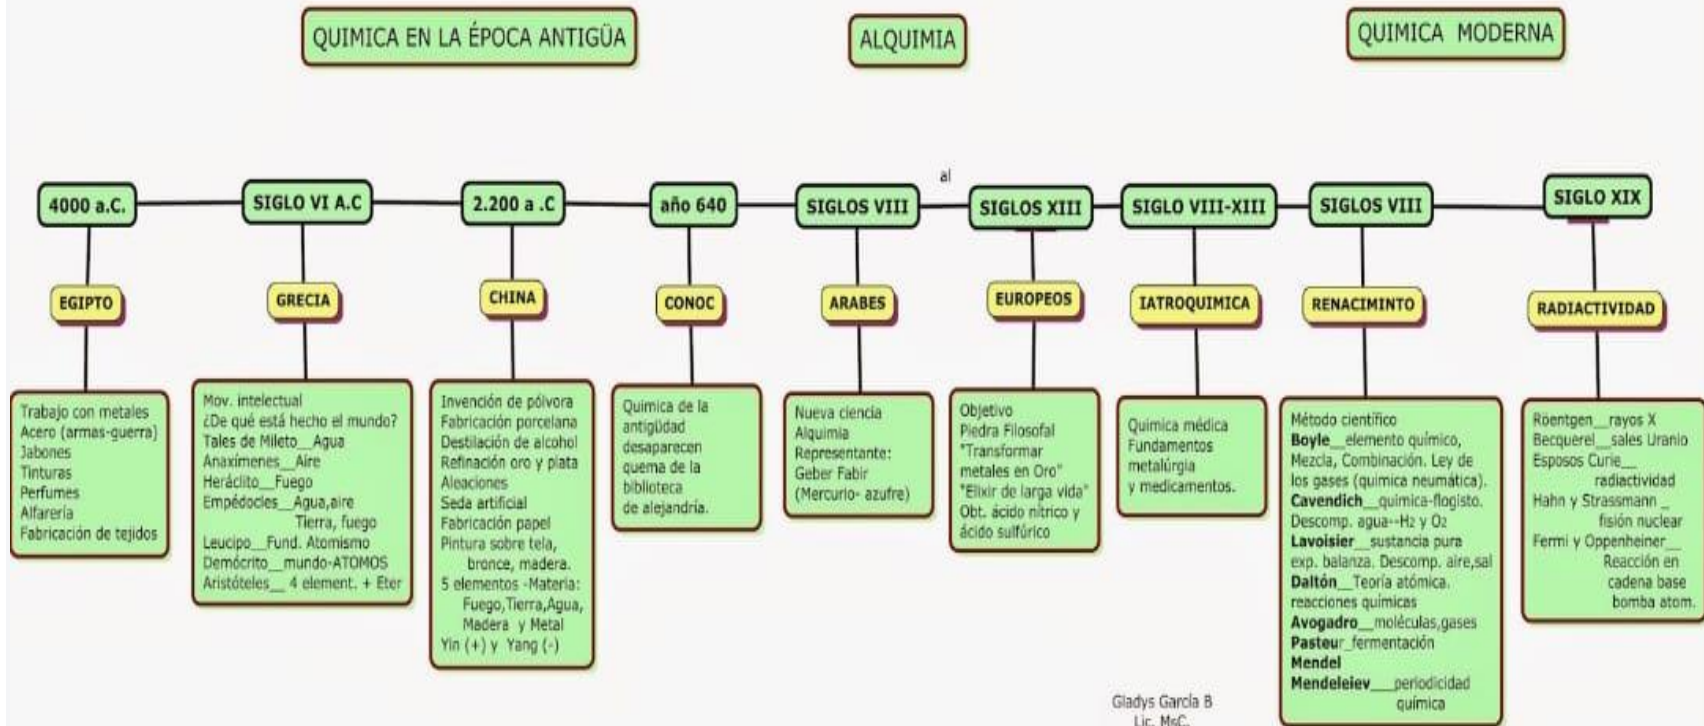 QUIMICA EN LA ÉPOCA ANTIGÜA
ALQUIMIA
QUIMICA MODERNA
4000 a.C.
SIGLO VI A.C
2.200 a .C
año 640
SIGLOS VIII
al
SIGLOS XIII
SIGLO VIII-XIII
SIGLOS VIII
SIGLO XIX
EGIPTO
GRECIA
CHINA
CONOC
ARABES
EUROPEOS
IATROQUIMICA
RENACIMINTO
RADIACTIVIDAD
Trabajo con metales
Acero (armas-guerra)
Jabones
Tinturas
Perfumes
Alfarería
Fabricación de tejidos
Mov. intelectual
¿De qué está hecho el mundo?
Tales de Mileto__Agua
Anaxímenes__Aire
Heráclito__Fuego
Empédocles__Agua,aire
Tierra, fuego
Leucipo__Fund. Atomismo
Demócrito__mundo-ATOMOS
Aristóteles__ 4 element. + Eter
Invención de pólvora
Fabricación porcelana
Destilación de alcohol
Refinación oro y plata
Aleaciones
Seda artificial
Fabricación papel
Pintura sobre tela,
bronce, madera.
5 elementos -Materia:
Fuego,Tierra,Agua,
Madera y Metal
Yin (+) y Yang (-)
Quimica de la
antigüdad
desaparecen
quema de la
biblioteca
de alejandría.
Nueva ciencia
Alquimia
Representante:
Geber Fabir
(Mercurio- azufre)
Objetivo
Piedra Filosofal
"Transformar
metales en Oro"
"Elixir de larga vida"
Obt. ácido nítrico y
ácido sulfúrico
Quimica médica
Fundamentos
metalúrgia
y medicamentos.
Método científico
Boyle__elemento químico,
Mezcla, Combinación. Ley de
los gases (quimica neumática).
Cavendich__quimica-flogisto.
Descomp. agua--H2 y O2
Lavoisier__sustancia pura
exp. balanza. Descomp. aire,sal
Daltón__Teoría atómica.
reacciones químicas
Avogadro__moléculas,gases
Pasteur_fermentación
Mendel
Mendeleiev___periodicidad
química
Röentgen__rayos X
Becquerel__sales Uranio
Esposos Curie__
radiactividad
Hahn y Strassmann _
fisión nuclear
Fermi y Oppenheiner__
Reacción en
cadena base
bomba atom.
Gladys García B
Lic. MsC.